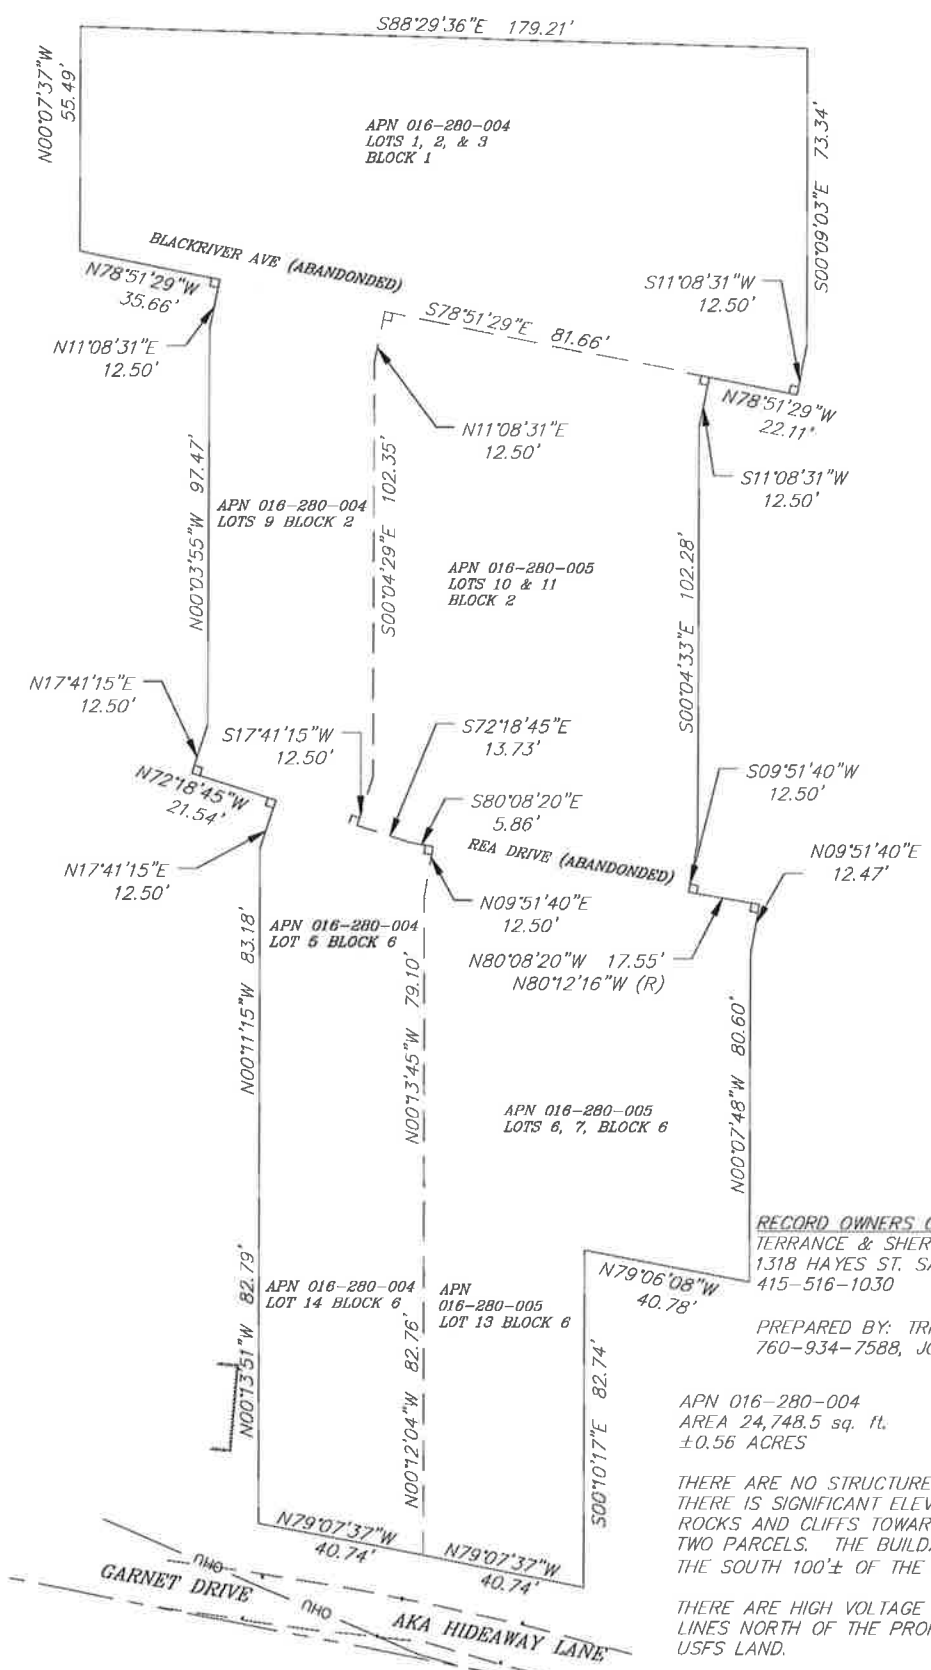 S88°29'36"E 179.21'
N00°07'37"W
55.49'
APN 016-280-004
LOTS 1, 2, & 3
BLOCK 1
S00°09'03"E 73.34'
BLACKRIVER AVE (ABANDONDED)
N78°51'29"W
35.66'
S11°08'31"W
12.50'
S78°51'29"E 81.66'
N11°08'31"E
12.50'
N78°51'29"W
22.11'
N11°08'31"E
12.50'
S11°08'31"W
12.50'
N00°03'55"W 97.47'
APN 016-280-004
LOTS 9 BLOCK 2
S00°04'29"E 102.35'
APN 016-280-005
LOTS 10 & 11
BLOCK 2
S00°04'33"E 102.28'
N17°41'15"E
12.50'
S17°41'15"W
12.50'
S72°18'45"E
13.73'
N72°18'45"W
21.54'
S80°08'20"E
5.86'
S09°51'40"W
12.50'
REA DRIVE (ABANDONDED)
N17°41'15"E
12.50'
N09°51'40"E
12.47'
N09°51'40"E
12.50'
APN 016-280-004
LOT 5 BLOCK 6
N80°08'20"W 17.55'
N80°12'16"W (R)
N00°11'15"W 83.18'
N00°13'45"W 79.10'
N00°07'48"W 80.60'
APN 016-280-005
LOTS 6, 7, BLOCK 6
N79°06'08"W
40.78'
N00°13'51"W 82.79'
APN 016-280-004
LOT 14 BLOCK 6
N00°12'04"W 82.76'
APN
016-280-005
LOT 13 BLOCK 6
S00°10'17"E 82.74'
N79°07'37"W
40.74'
N79°07'37"W
40.74'
OHU
GARNET DRIVE
OHU
AKA HIDEAWAY LANE
RECORD OWNERS
TERRANCE & SHER
1318 HAYES ST. SA
415-516-1030
PREPARED BY: TR
760-934-7588, JO
APN 016-280-004
AREA 24,748.5 sq. ft.
±0.56 ACRES
THERE ARE NO STRUCTURE
THERE IS SIGNIFICANT ELEV
ROCKS AND CLIFFS TOWAR
TWO PARCELS. THE BUILD
THE SOUTH 100'± OF THE
THERE ARE HIGH VOLTAGE
LINES NORTH OF THE PRO
USFS LAND.